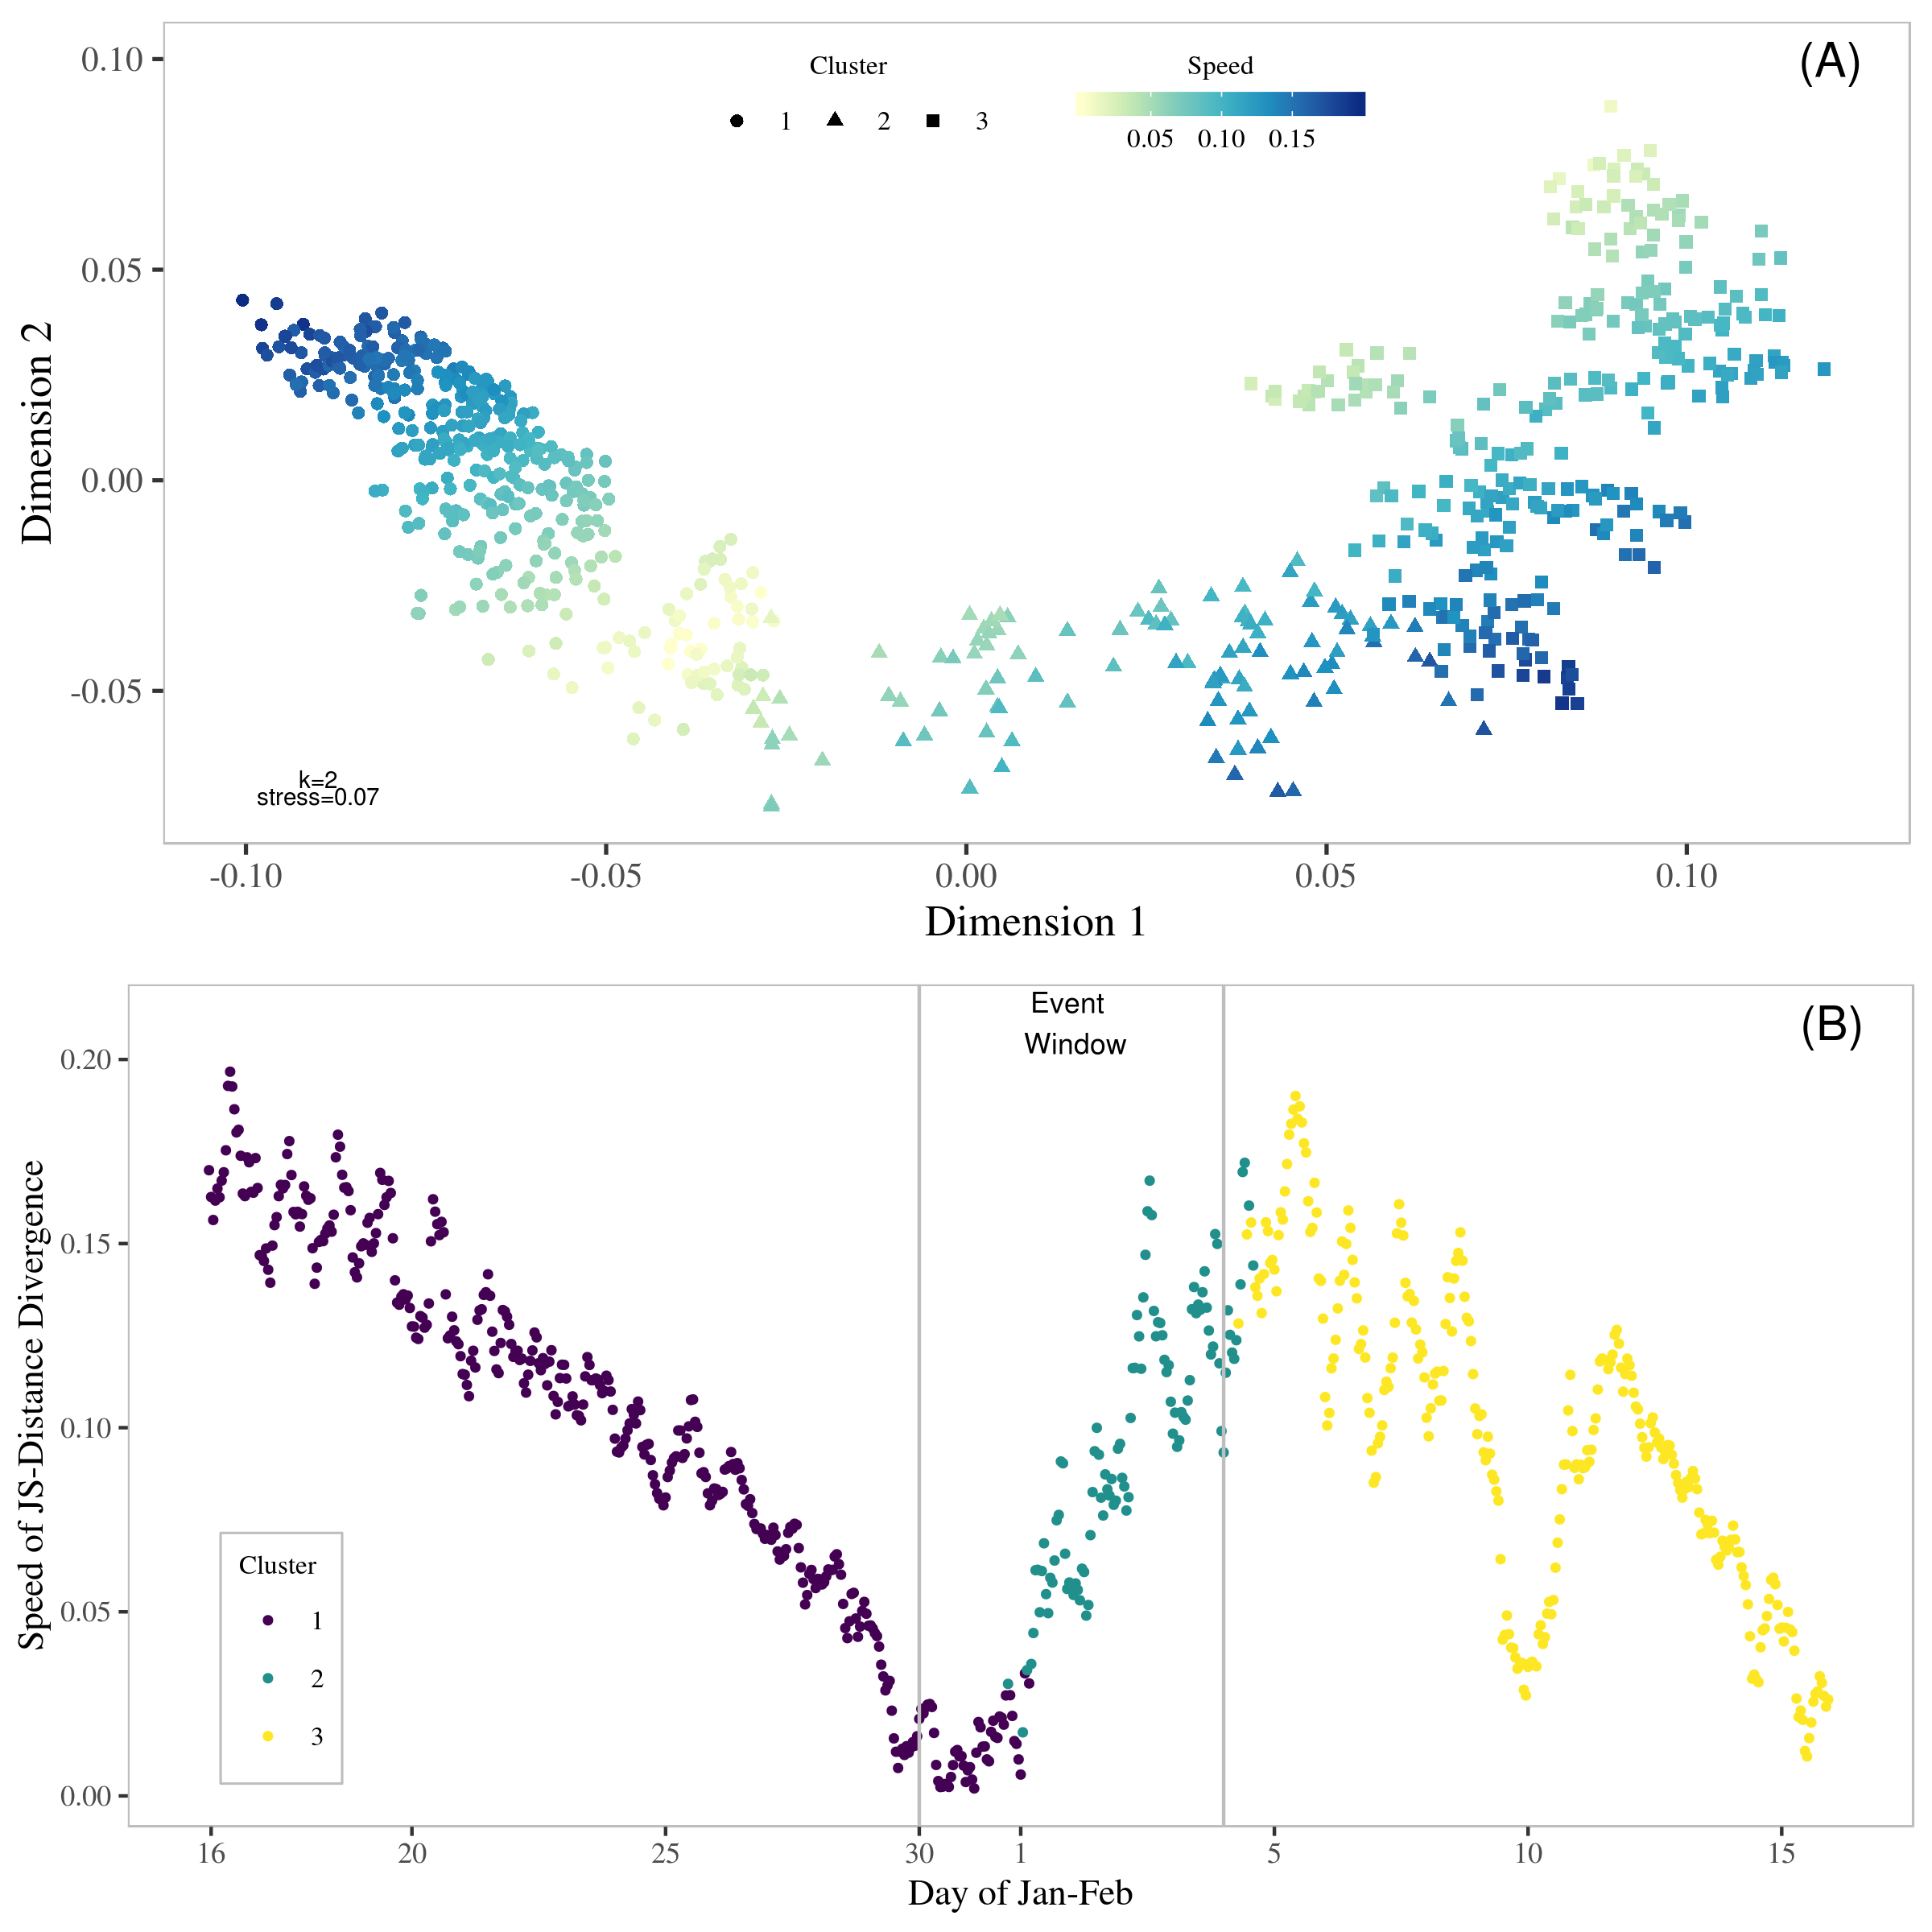 (A)
Cluster
1 2 3
Speed
0.05 0.10 0.15
0.10
0.05
0.00
-0.05
Dimension 2
k=2
stress=0.07
-0.10 -0.05 0.00 0.05 0.10
Dimension 1
(B)
Event
Window
0.20
0.15
0.10
0.05
0.00
Speed of JS-Distance Divergence
Cluster
1
2
3
16 20 25 30 1 5 10 15
Day of Jan-Feb